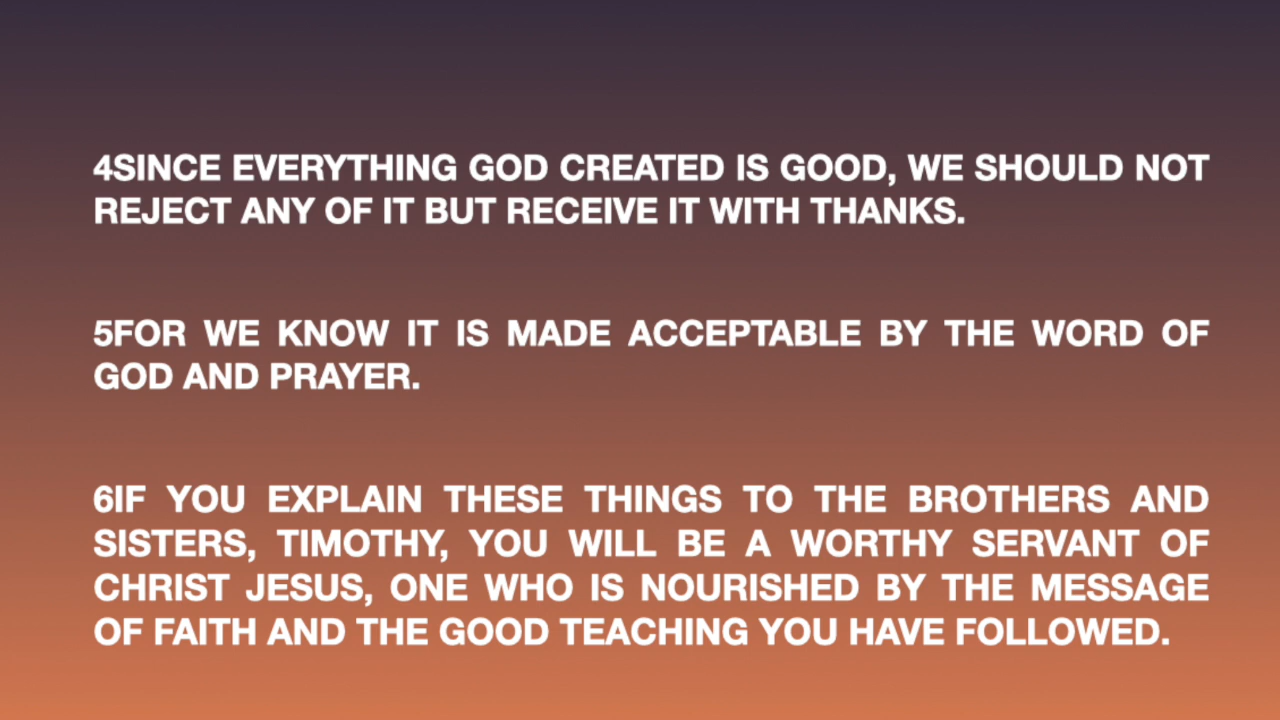 4SINCE EVERYTHING GOD CREATED IS GOOD, WE SHOULD NOT
REJECT ANY OF IT BUT RECEIVE IT WITH THANKS.
5FOR WE KNOW IT IS MADE ACCEPTABLE BY THE WORD OF
GOD AND PRAYER.
6IF YOU EXPLAIN THESE THINGS TO THE BROTHERS AND
SISTERS, TIMOTHY, YOU WILL BE A WORTHY SERVANT OF
CHRIST JESUS, ONE WHO IS NOURISHED BY THE MESSAGE
OF FAITH AND THE GOOD TEACHING YOU HAVE FOLLOWED.